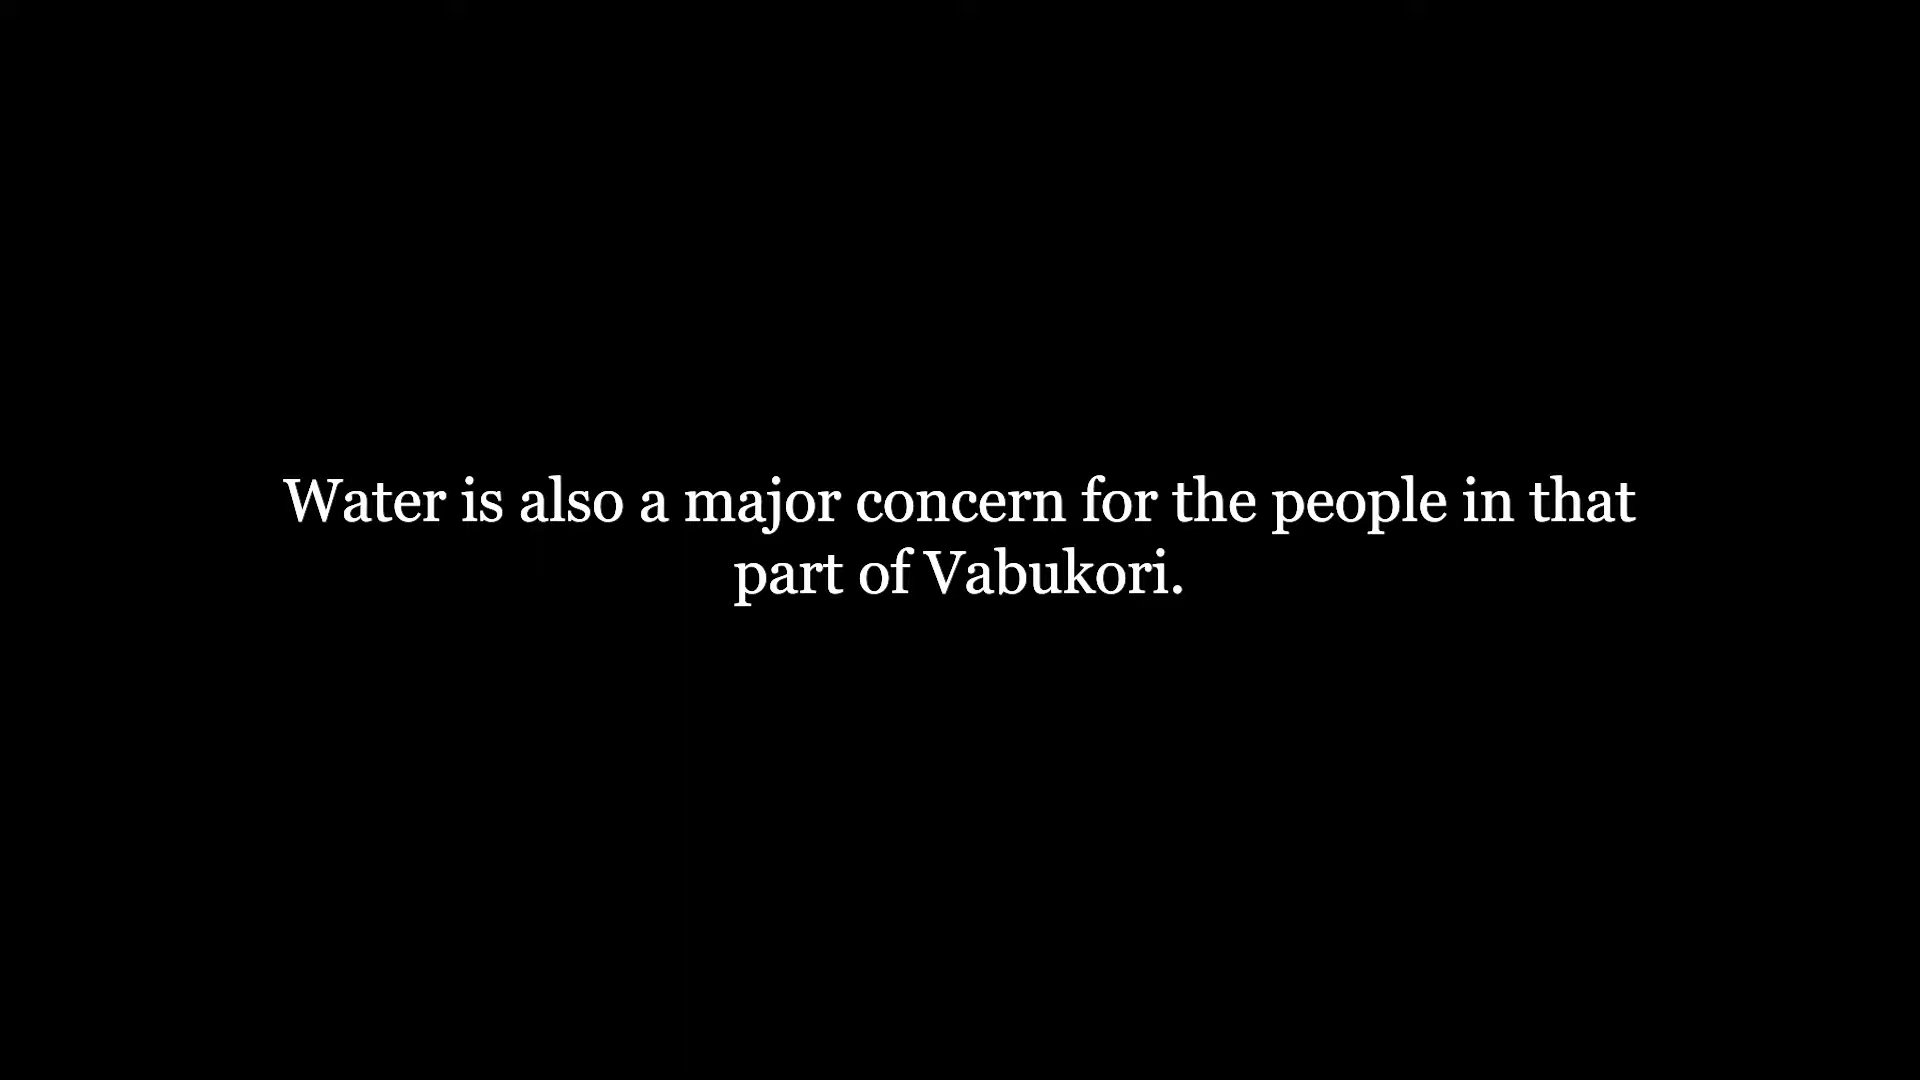 Water is also a major concern for the people in that
part of Vabukori.